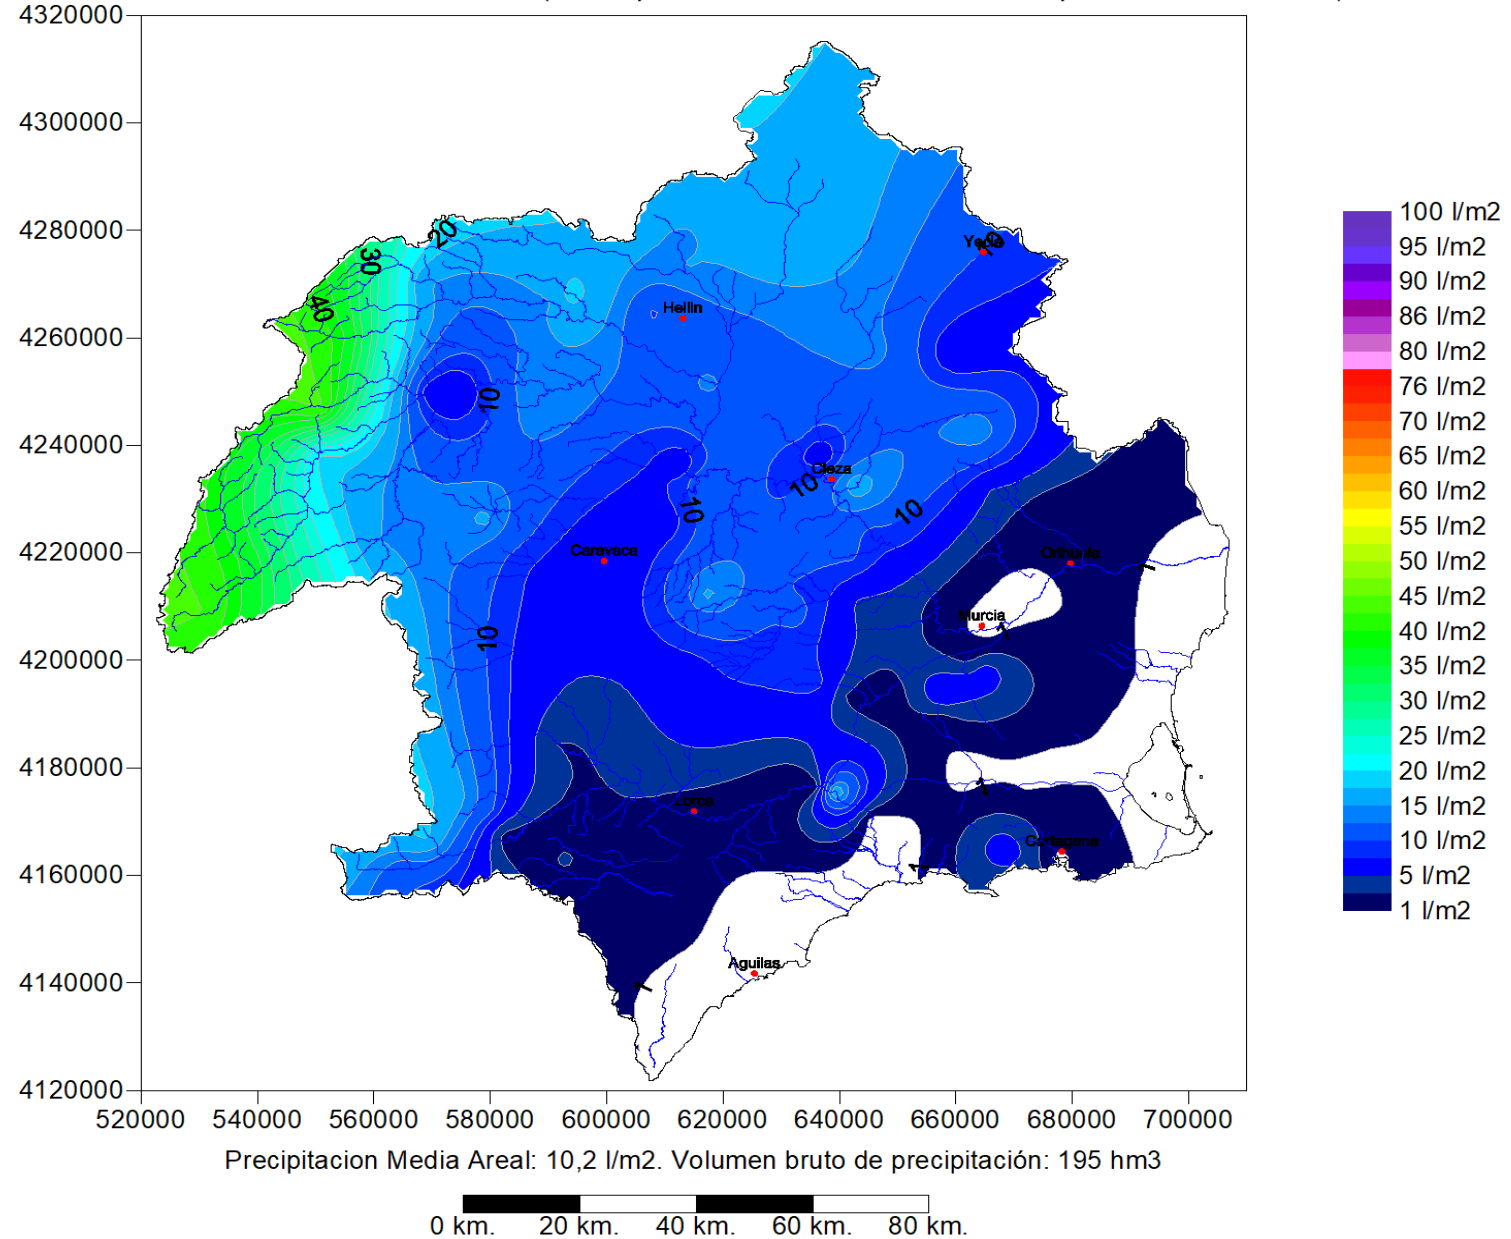 4320000
4300000
4280000
4260000
4240000
4220000
4200000
4180000
4160000
4140000
4120000
520000 540000 560000 580000 600000 620000 640000 660000 680000 700000
20
30
40
10
Yecla
10
Hellin
10
Cieza
10
10
10
Caravaca
Orihuela
1
Murcia
1
10
1
Lorca
Cartagena
1
Aguilas
1
100 l/m2
95 l/m2
90 l/m2
86 l/m2
80 l/m2
76 l/m2
70 l/m2
65 l/m2
60 l/m2
55 l/m2
50 l/m2
45 l/m2
40 l/m2
35 l/m2
30 l/m2
25 l/m2
20 l/m2
15 l/m2
10 l/m2
5 l/m2
1 l/m2
Precipitacion Media Areal: 10,2 l/m2. Volumen bruto de precipitación: 195 hm3
0 km. 20 km. 40 km. 60 km. 80 km.